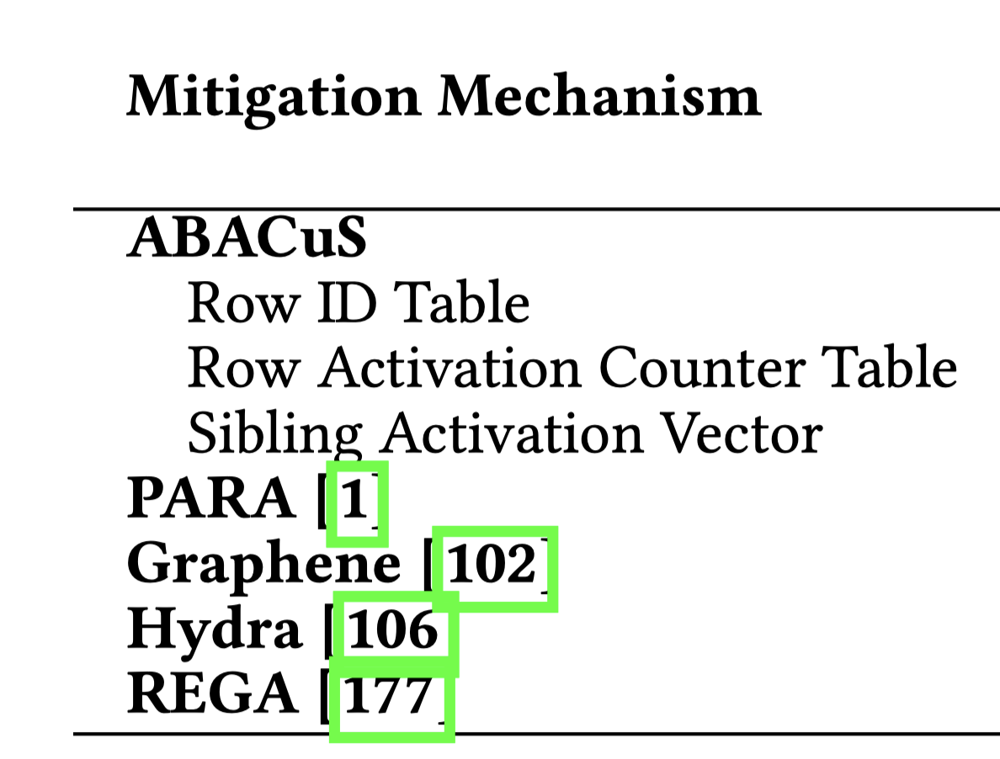 Mitigation Mechanism
ABACuS
Row ID Table
Row Activation Counter Table
Sibling Activation Vector
PARA [1]
Graphene [102]
Hydra [106]
REGA [177]